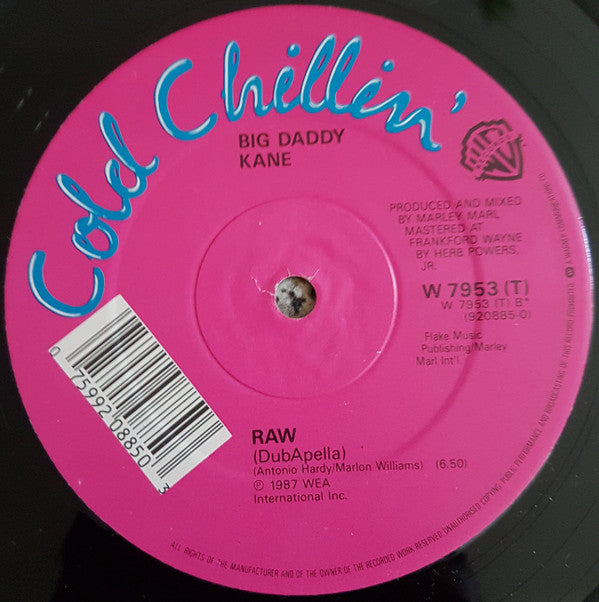 Cold Chillin'
BIG DADDY
KANE
PRODUCED AND MIXED
BY MARLEY MARL
MASTERED AT
FRANKFORD WAYNE
BY HERB POWERS,
JR.
W 7953 (T)
W 7953 (T) B*
(920885-0)
Flake Music
Publishing/Marley
Marl Int'l.
0 75992 08850 3
RAW
(DubApella)
(Antonio Hardy/Marlon Williams) (6.50)
℗ 1987 WEA
International Inc.
ALL RIGHTS OF THE MANUFACTURER AND OF THE OWNER OF THE RECORDED WORK RESERVED. UNAUTHORISED COPYING, PUBLIC PERFORMANCE AND BROADCASTING OF THIS RECORD PROHIBITED.